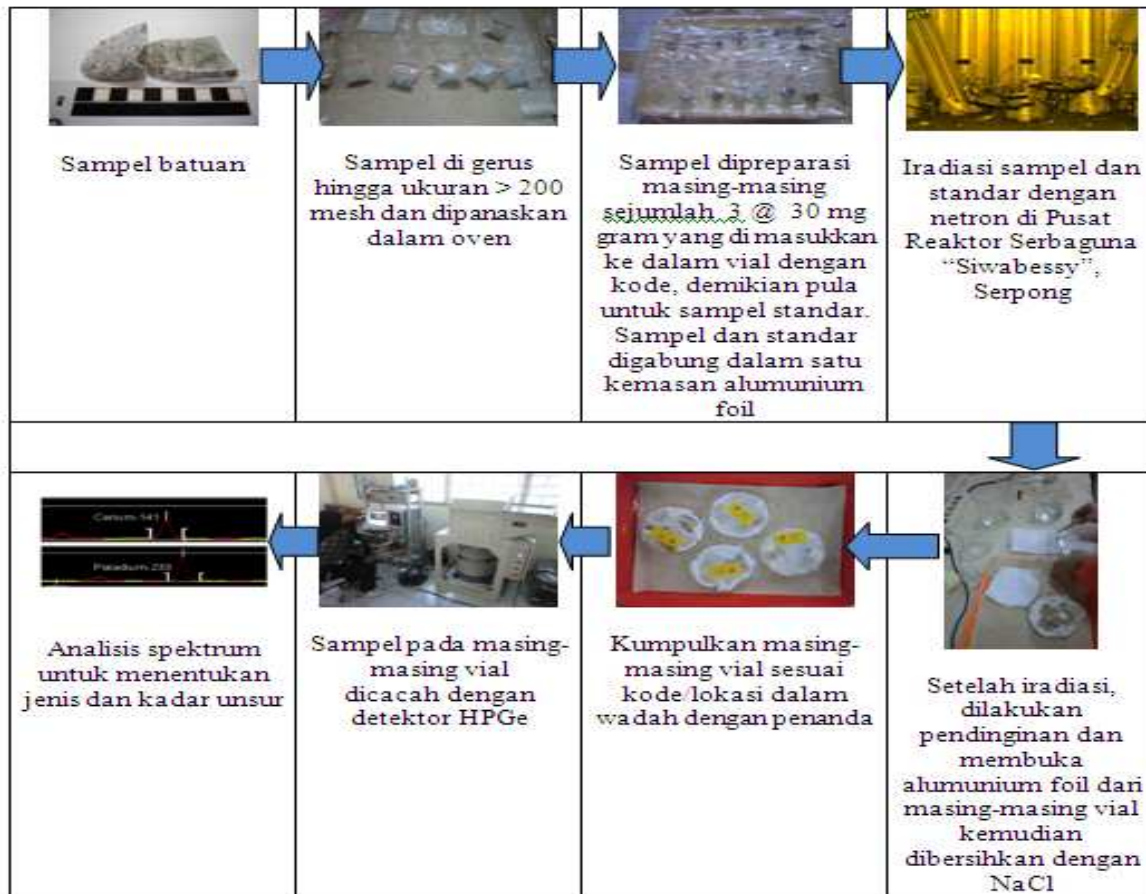 Sampel batuan
Sampel di gerus
hingga ukuran > 200
mesh dan dipanaskan
dalam oven
Sampel dipreparasi
masing-masing
sejumlah 3 @ 30 mg
gram yang di masukkan
ke dalam vial dengan
kode, demikian pula
untuk sampel standar.
Sampel dan standar
digabung dalam satu
kemasan alumunium
foil
Iradiasi sampel dan
standar dengan
netron di Pusat
Reaktor Serbaguna
“Siwabessy”,
Serpong
Setelah iradiasi,
dilakukan
pendinginan dan
membuka
alumunium foil dari
masing-masing vial
kemudian
dibersihkan dengan
NaCl
Kumpulkan masing-
masing vial sesuai
kode/lokasi dalam
wadah dengan penanda
Sampel pada masing-
masing vial
dicacah dengan
detektor HPGe
Analisis spektrum
untuk menentukan
jenis dan kadar unsur